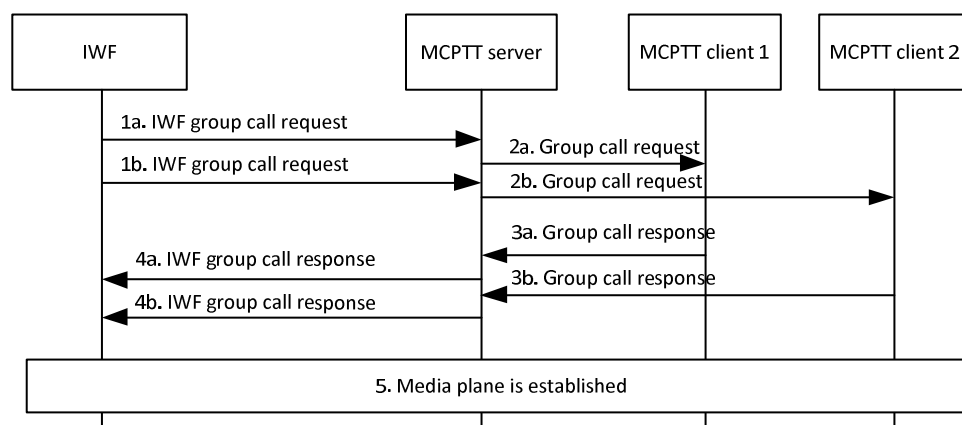 IWF
MCPTT server
MCPTT client 1
MCPTT client 2
1a. IWF group call request
2a. Group call request
1b. IWF group call request
2b. Group call request
3a. Group call response
4a. IWF group call response
3b. Group call response
4b. IWF group call response
5. Media plane is established